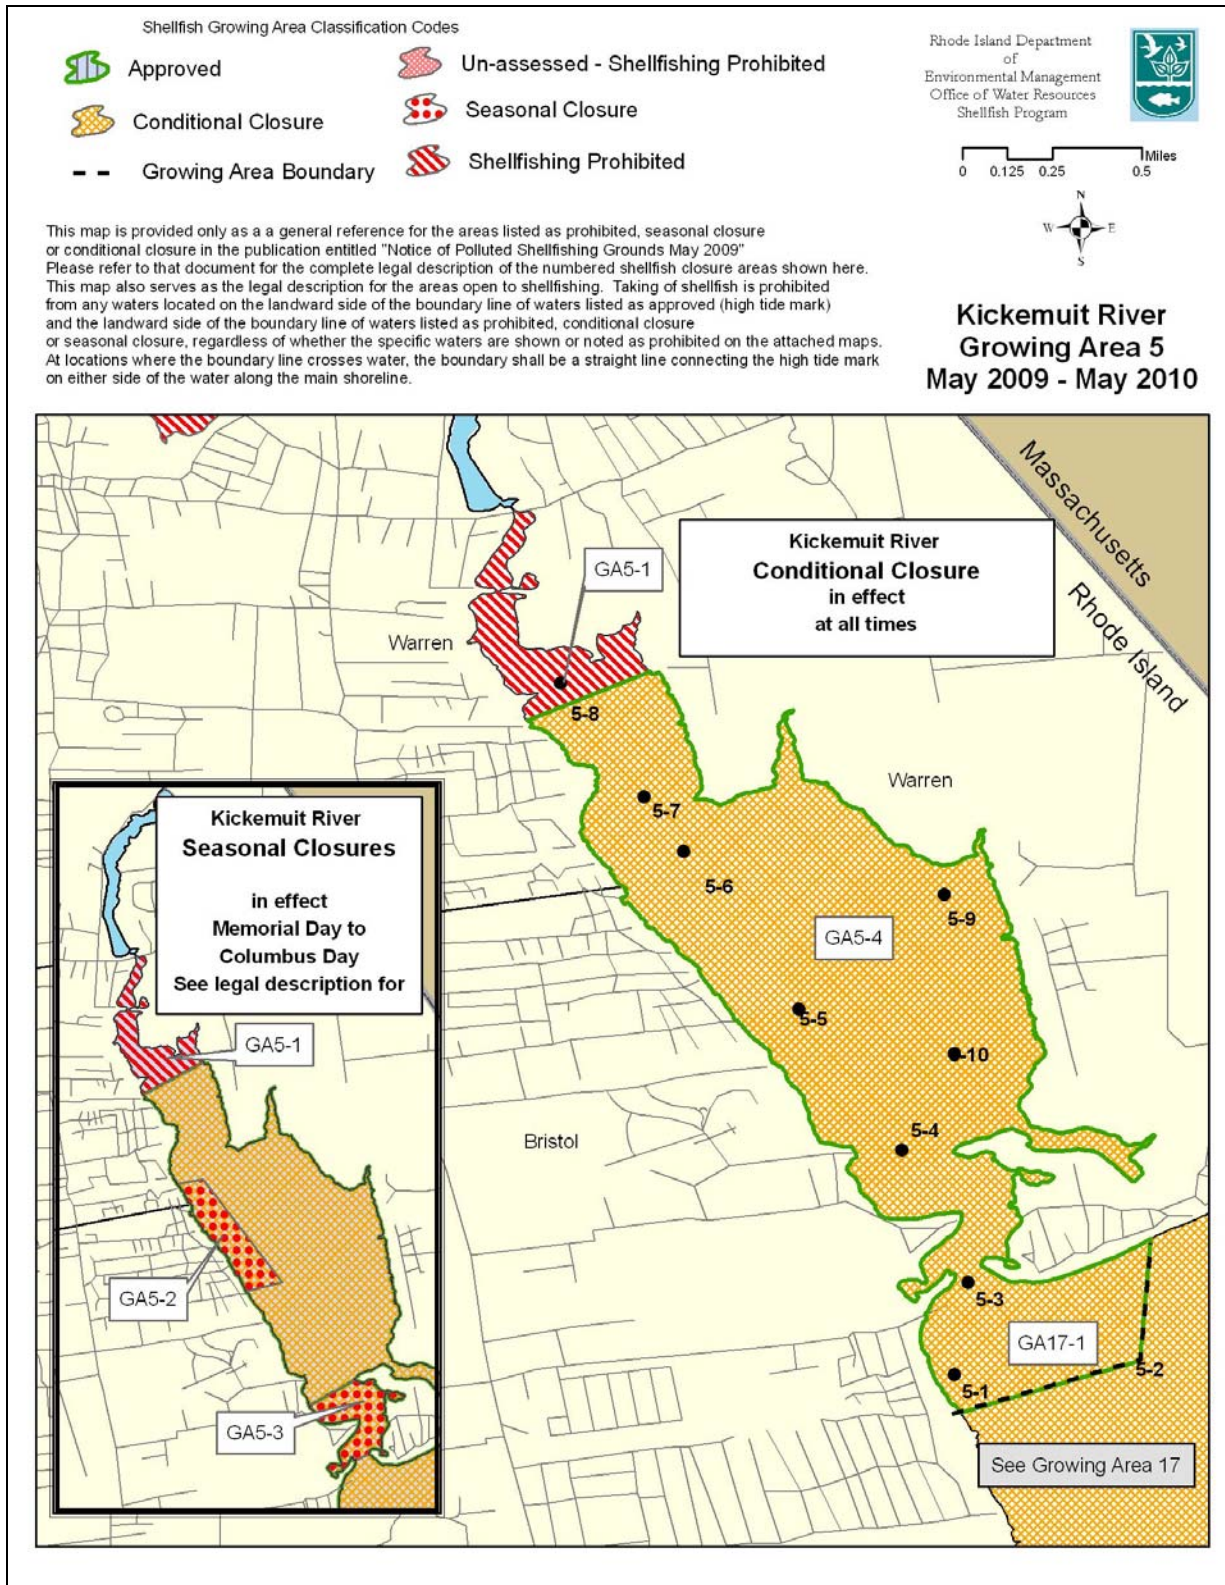 Shellfish Growing Area Classification Codes
Approved
Conditional Closure
Growing Area Boundary
Un-assessed - Shellfishing Prohibited
Seasonal Closure
Shellfishing Prohibited
Rhode Island Department
of
Environmental Management
Office of Water Resources
Shellfish Program
Miles
0 0.125 0.25 0.5
N
W E
S
This map is provided only as a a general reference for the areas listed as prohibited, seasonal closure
or conditional closure in the publication entitled "Notice of Polluted Shellfishing Grounds May 2009"
Please refer to that document for the complete legal description of the numbered shellfish closure areas shown here.
This map also serves as the legal description for the areas open to shellfishing. Taking of shellfish is prohibited
from any waters located on the landward side of the boundary line of waters listed as approved (high tide mark)
and the landward side of the boundary line of waters listed as prohibited, conditional closure
or seasonal closure, regardless of whether the specific waters are shown or noted as prohibited on the attached maps.
At locations where the boundary line crosses water, the boundary shall be a straight line connecting the high tide mark
on either side of the water along the main shoreline.
Kickemuit River
Growing Area 5
May 2009 - May 2010
Massachusetts
Rhode Island
Kickemuit River
Conditional Closure
in effect
at all times
GA5-1
Warren
5-8
Warren
5-7
5-6
5-9
GA5-4
5-5
-10
5-4
Bristol
5-3
GA17-1
5-2
5-1
See Growing Area 17
Kickemuit River
Seasonal Closures
in effect
Memorial Day to
Columbus Day
See legal description for
GA5-1
GA5-2
GA5-3